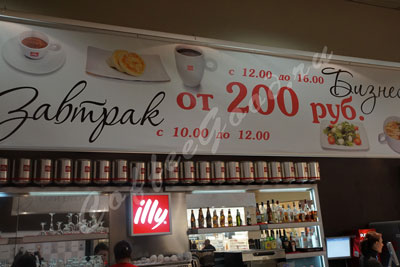 с 12.00 до 16.00
Бизнес
Завтрак
от 200 руб.
с 10.00 до 12.00
illy